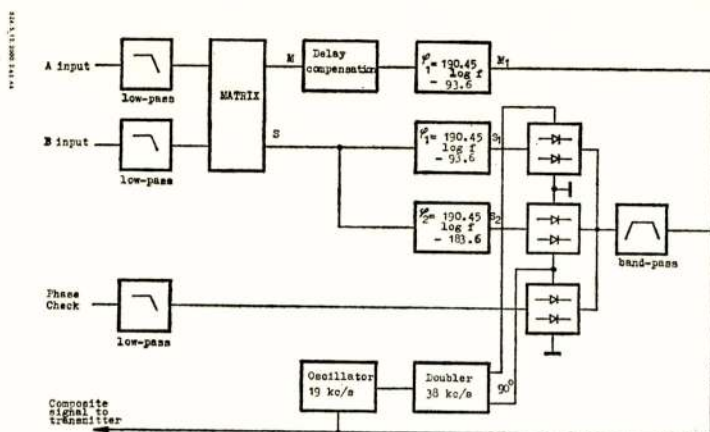 A input
low-pass
MATRIX
M
Delay
compensation
φ1= 190.45
log f
- 93.6
M1
B input
low-pass
S
φ1= 190.45
log f
- 93.6
S1
φ2= 190.45
log f
- 183.6
S2
band-pass
Phase
Check
low-pass
Oscillator
19 kc/s
Doubler
38 kc/s
90°
Composite
signal to
transmitter